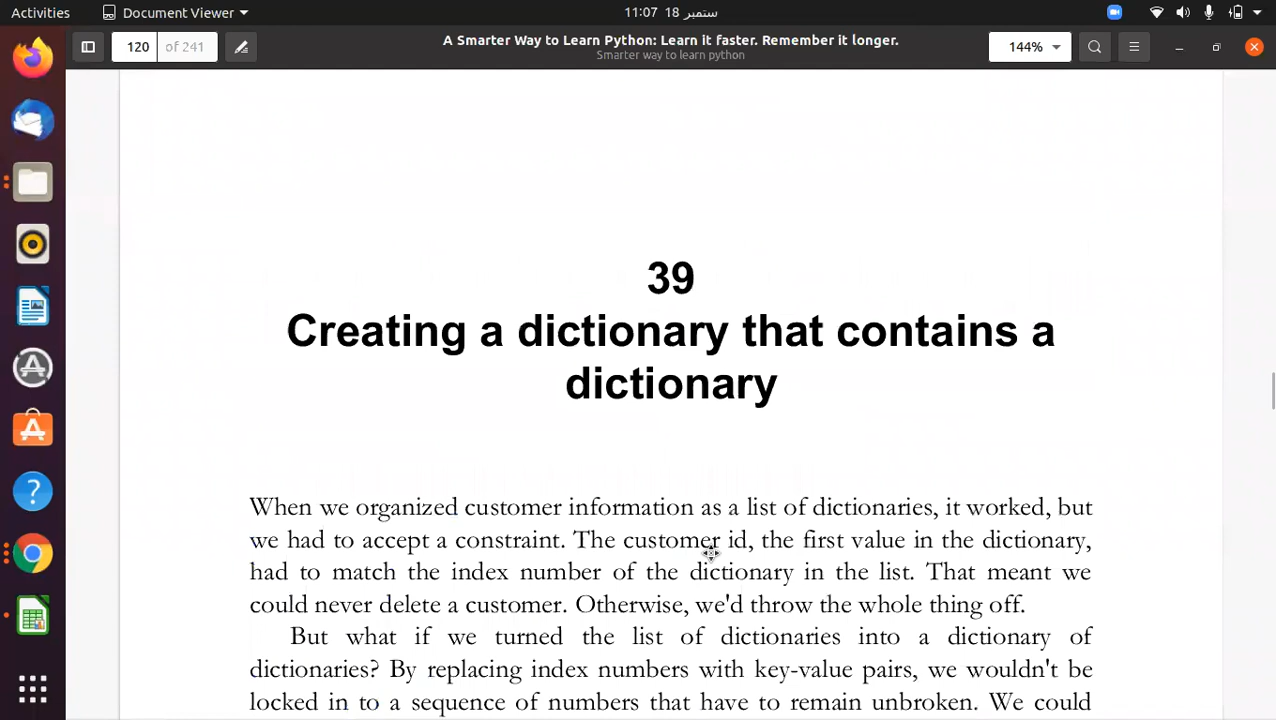 Activities
Document Viewer
11:07 18 ستمبر
120
of 241
A Smarter Way to Learn Python: Learn it faster. Remember it longer.
Smarter way to learn python
144%
39
Creating a dictionary that contains a
dictionary
When we organized customer information as a list of dictionaries, it worked, but
we had to accept a constraint. The customer id, the first value in the dictionary,
had to match the index number of the dictionary in the list. That meant we
could never delete a customer. Otherwise, we'd throw the whole thing off.
But what if we turned the list of dictionaries into a dictionary of
dictionaries? By replacing index numbers with key-value pairs, we wouldn't be
locked in to a sequence of numbers that have to remain unbroken. We could